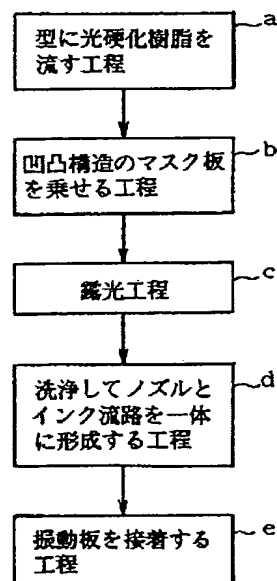 型に光硬化樹脂を
流す工程
a
凹凸構造のマスク板
を乗せる工程
b
露光工程
c
洗浄してノズルと
インク流路を一体
に形成する工程
d
振動板を接着する
工程
e